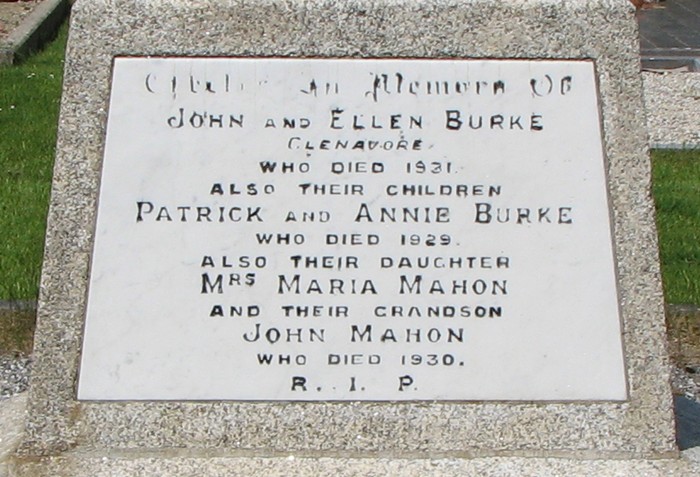 In Memory Of
JOHN AND ELLEN BURKE
CLENAVORE
WHO DIED 1931.
ALSO THEIR CHILDREN
PATRICK AND ANNIE BURKE
WHO DIED 1929.
ALSO THEIR DAUGHTER
MRS MARIA MAHON
AND THEIR GRANDSON
JOHN MAHON
WHO DIED 1930.
R. I. P.